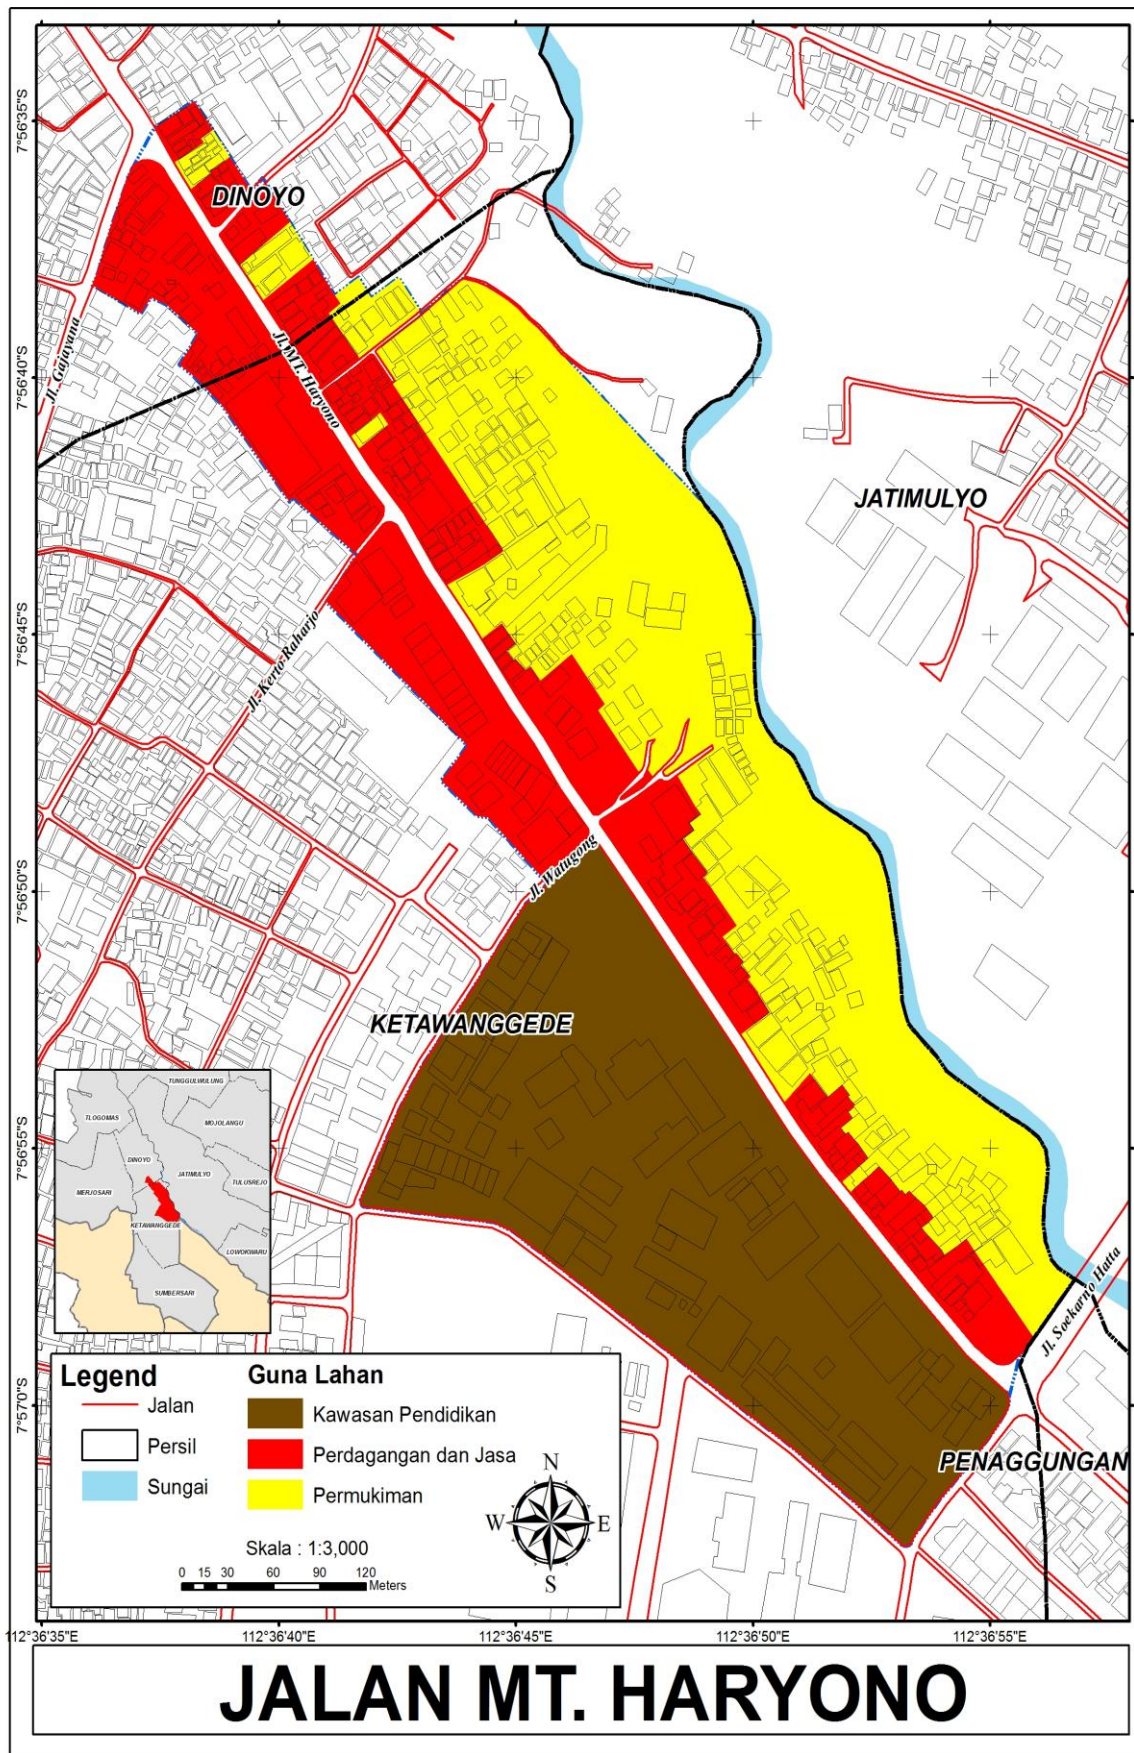 7°56'35"S
7°56'40"S
7°56'45"S
7°56'50"S
7°56'55"S
7°57'0"S
DINOYO
Jl. Gajayana
Jl. MT. Haryono
JATIMULYO
Jl. Kerto Raharjo
Jl. Watugong
KETAWANGGEDE
Jl. Soekarno Hatta
PENAGGUNGAN
TUNGGULWULUNG
TLOGOMAS
MOJOLANGU
DINOYO
JATIMULYO
TULUSREJO
MERJOSARI
KETAWANGGEDE
LOWOKWARU
SUMBERSARI
Legend
Jalan
Persil
Sungai
Guna Lahan
Kawasan Pendidikan
Perdagangan dan Jasa
Permukiman
Skala : 1:3,000
0 15 30 60 90 120
Meters
N
W E
S
112°36'35"E 112°36'40"E 112°36'45"E 112°36'50"E 112°36'55"E
JALAN MT. HARYONO